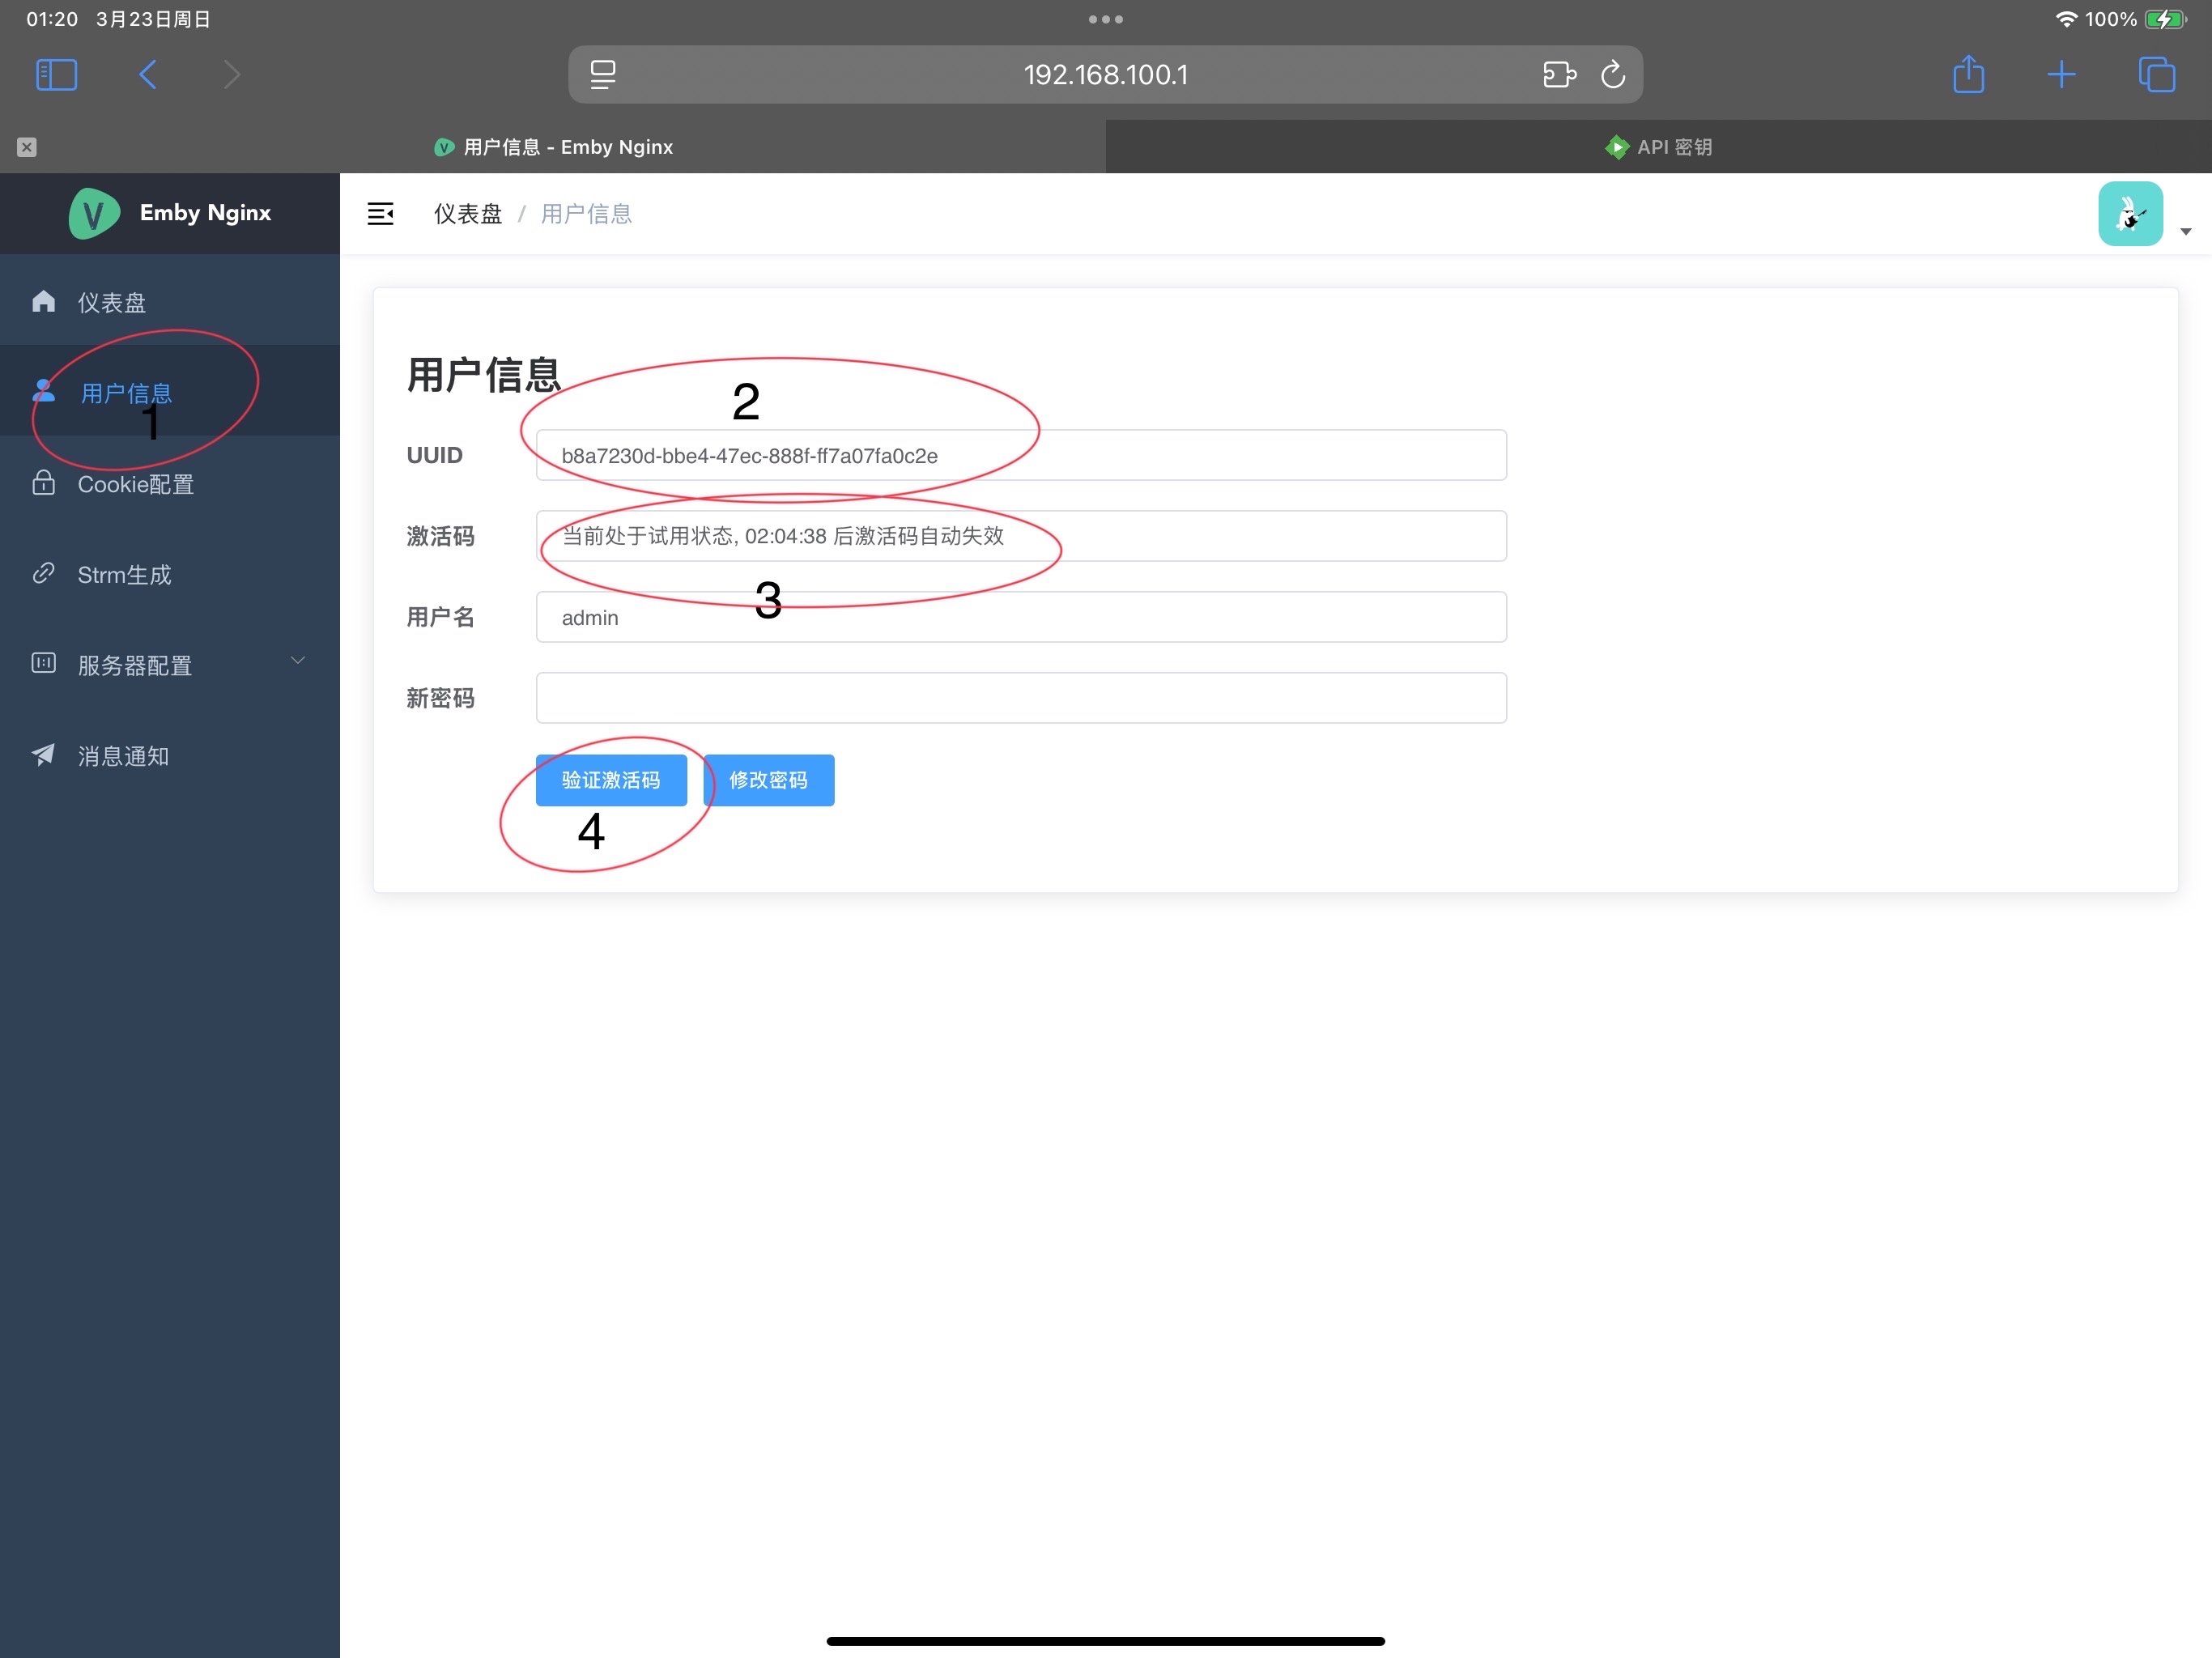 01:20 3月23日周日
100%
192.168.100.1
用户信息 - Emby Nginx
API 密钥
V Emby Nginx
仪表盘 / 用户信息
仪表盘
用户信息
1
Cookie配置
Strm生成
服务器配置
消息通知
用户信息
2
UUID b8a7230d-bbe4-47ec-888f-ff7a07fa0c2e
激活码 当前处于试用状态, 02:04:38 后激活码自动失效
3
用户名 admin
新密码
验证激活码 修改密码
4